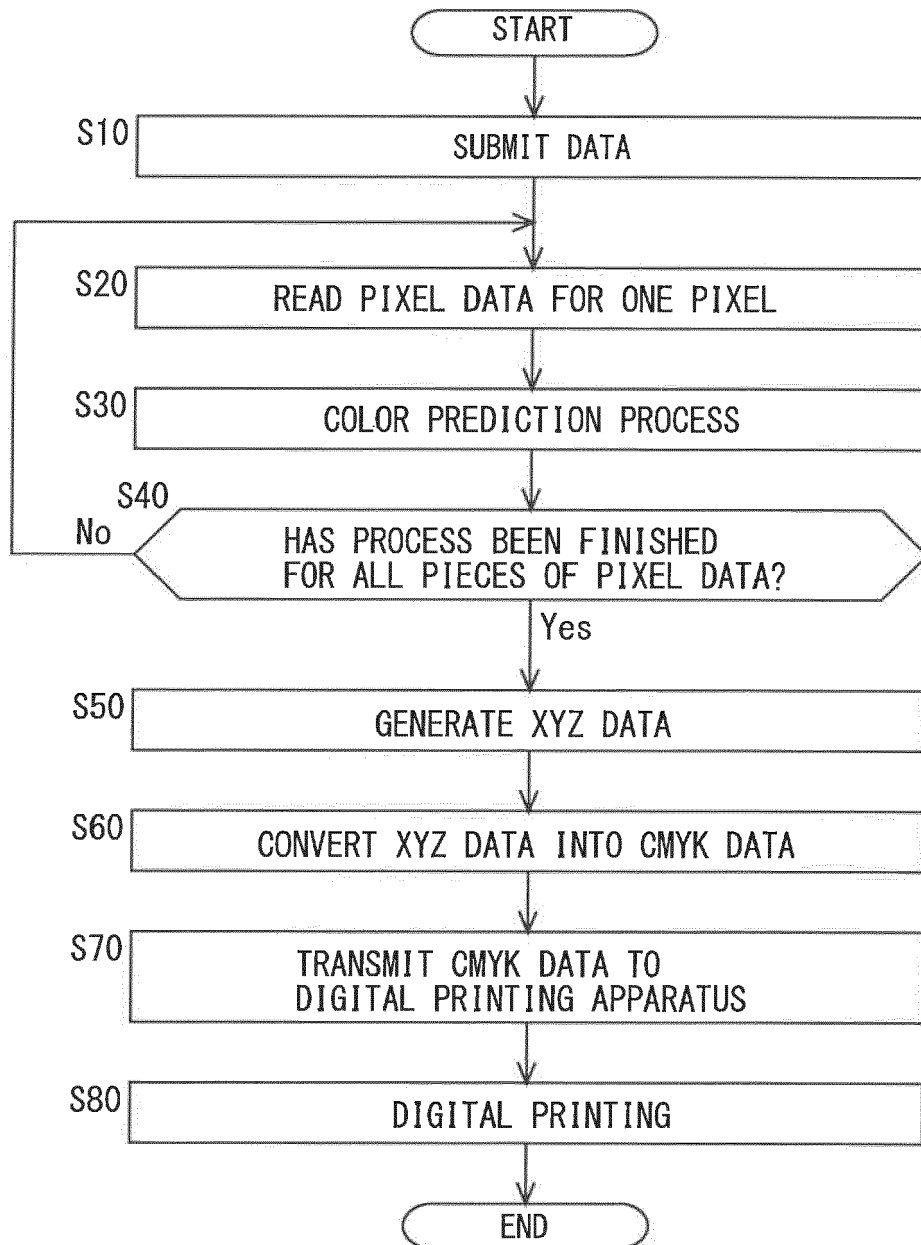 START
S10
SUBMIT DATA
S20
READ PIXEL DATA FOR ONE PIXEL
S30
COLOR PREDICTION PROCESS
S40
No
HAS PROCESS BEEN FINISHED
FOR ALL PIECES OF PIXEL DATA?
Yes
S50
GENERATE XYZ DATA
S60
CONVERT XYZ DATA INTO CMYK DATA
S70
TRANSMIT CMYK DATA TO
DIGITAL PRINTING APPARATUS
S80
DIGITAL PRINTING
END